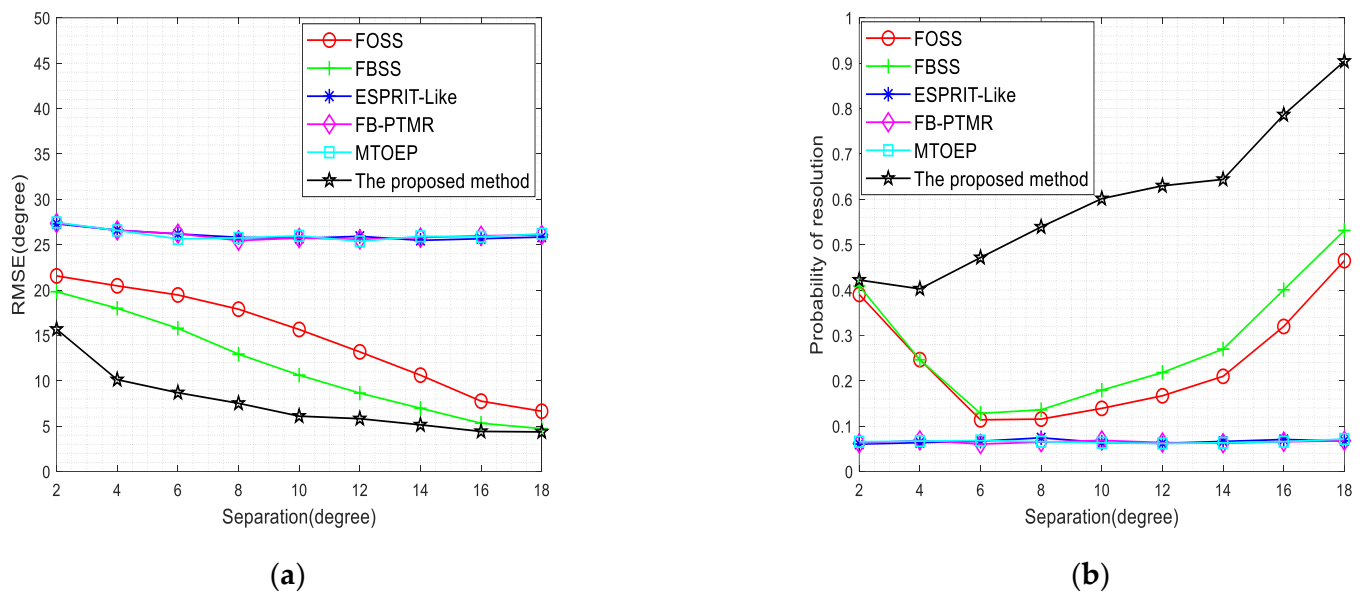 50
45
40
35
30
25
20
15
10
5
0
RMSE(degree)
FOSS
FBSS
ESPRIT-Like
FB-PTMR
MTOEP
The proposed method
2 4 6 8 10 12 14 16 18
Separation(degree)
(a)
1
0.9
0.8
0.7
0.6
0.5
0.4
0.3
0.2
0.1
0
Probability of resolution
FOSS
FBSS
ESPRIT-Like
FB-PTMR
MTOEP
The proposed method
2 4 6 8 10 12 14 16 18
Separation(degree)
(b)